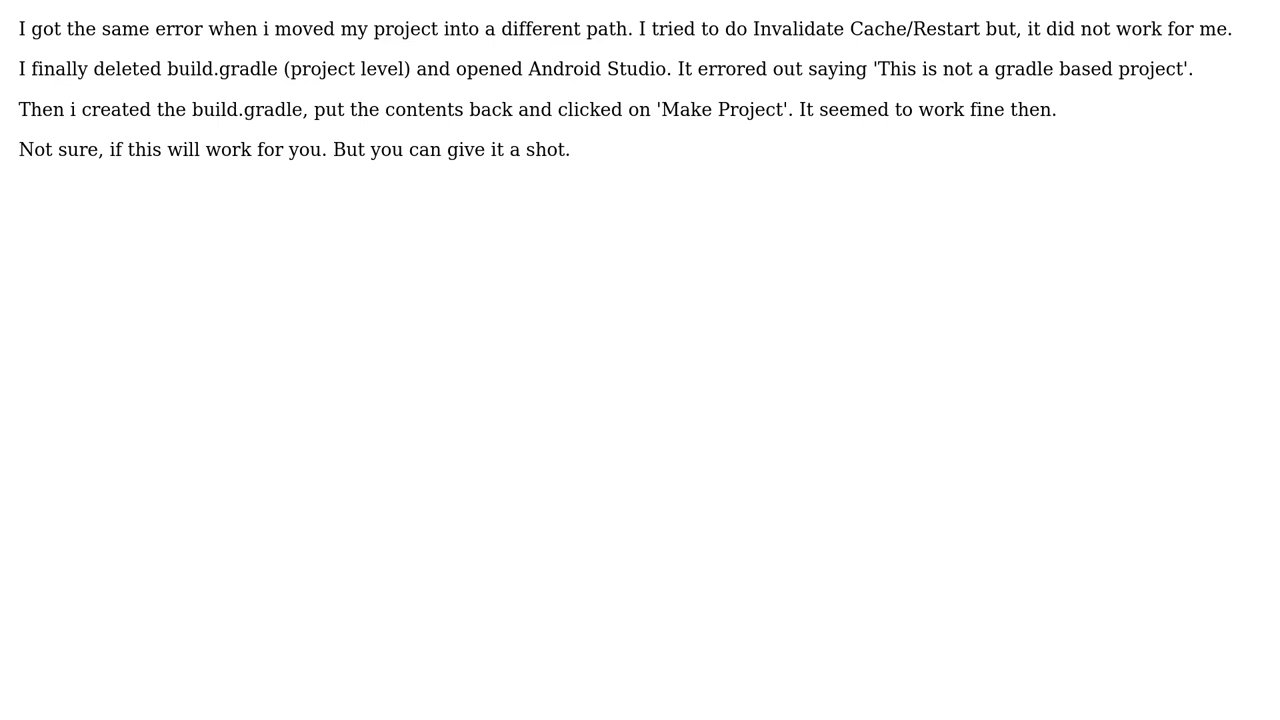 I got the same error when i moved my project into a different path. I tried to do Invalidate Cache/Restart but, it did not work for me.
I finally deleted build.gradle (project level) and opened Android Studio. It errored out saying 'This is not a gradle based project'.
Then i created the build.gradle, put the contents back and clicked on 'Make Project'. It seemed to work fine then.
Not sure, if this will work for you. But you can give it a shot.